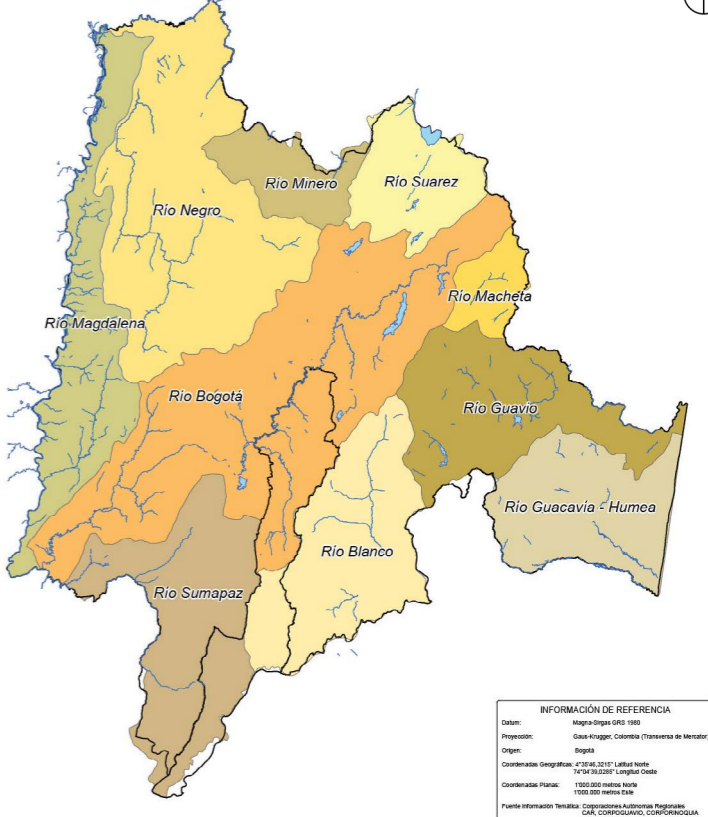 Río Minero
Río Suarez
Río Negro
Río Macheta
Río Magdalena
Río Bogotá
Río Guavio
Río Guacavía - Humea
Río Blanco
Río Sumapaz
INFORMACIÓN DE REFERENCIA
Datum: Magna-Sirgas GRS 1980
Proyección: Gaus-Krugger, Colombia (Transversa de Mercator)
Origen: Bogotá
Coordenadas Geográficas: 4°35'46,3215" Latitud Norte
74°04'39,0285" Longitud Oeste
Coordenadas Planas: 1'000.000 metros Norte
1'000.000 metros Este
Fuente Información Temática: Corporaciones Autónomas Regionales
CAR, CORPOGUAVIO, CORPORINOQUIA